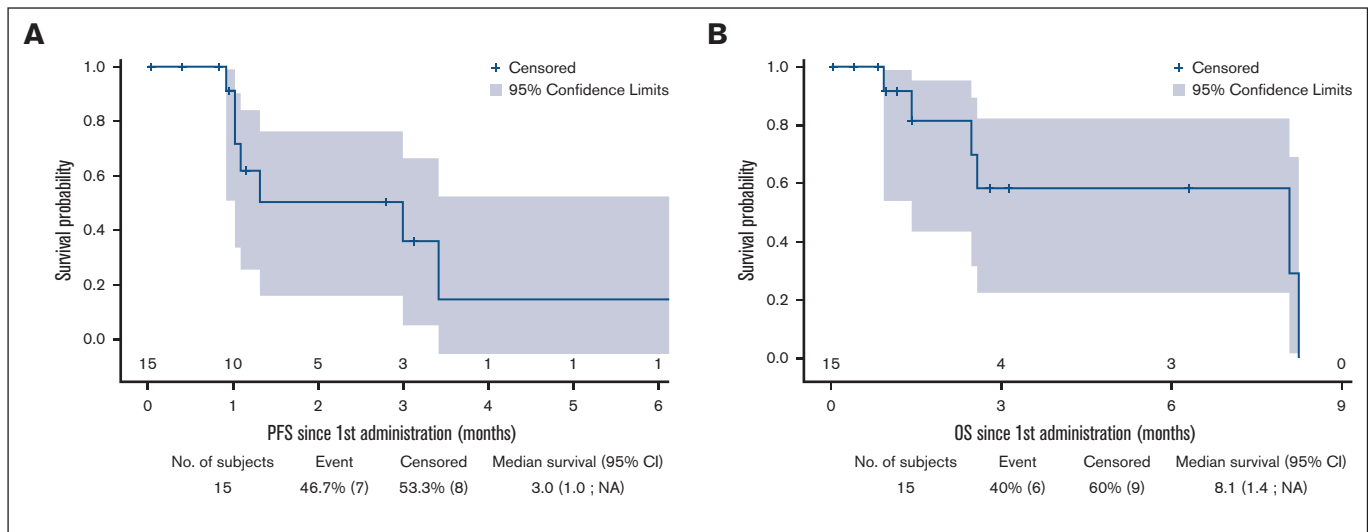 A
Survival probability
1.0
0.8
0.6
0.4
0.2
0.0
Censored
95% Confidence Limits
15 10 5 3 1 1 1
0 1 2 3 4 5 6
PFS since 1st administration (months)
No. of subjects Event Censored Median survival (95% CI)
15 46.7% (7) 53.3% (8) 3.0 (1.0 ; NA)
B
Survival probability
1.0
0.8
0.6
0.4
0.2
0.0
Censored
95% Confidence Limits
15 4 3 0
0 3 6 9
OS since 1st administration (months)
No. of subjects Event Censored Median survival (95% CI)
15 40% (6) 60% (9) 8.1 (1.4 ; NA)